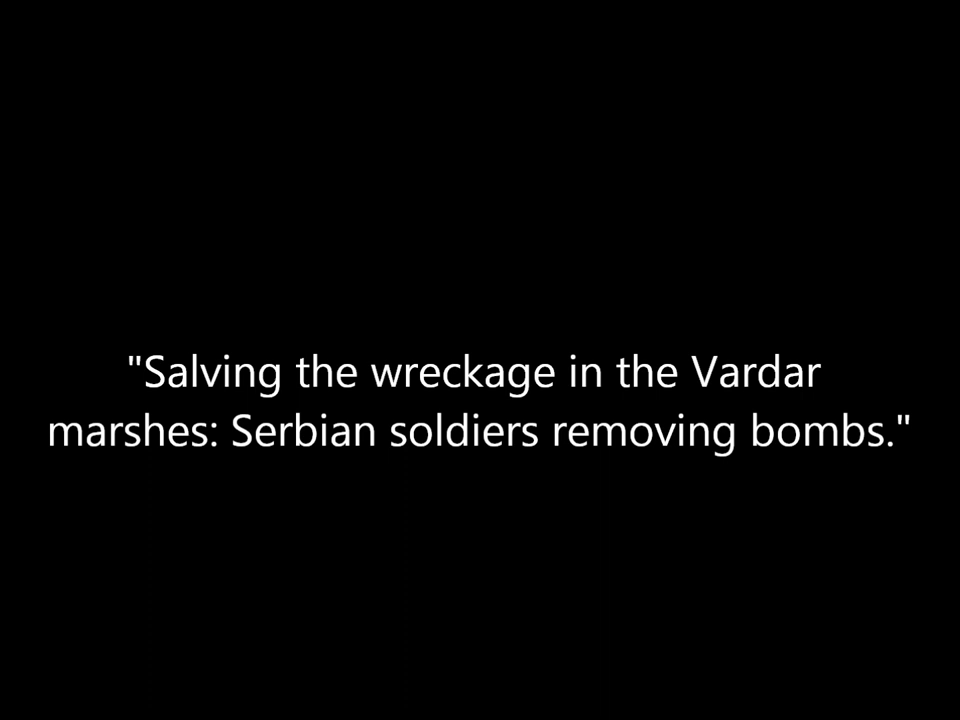 "Salving the wreckage in the Vardar
marshes: Serbian soldiers removing bombs."